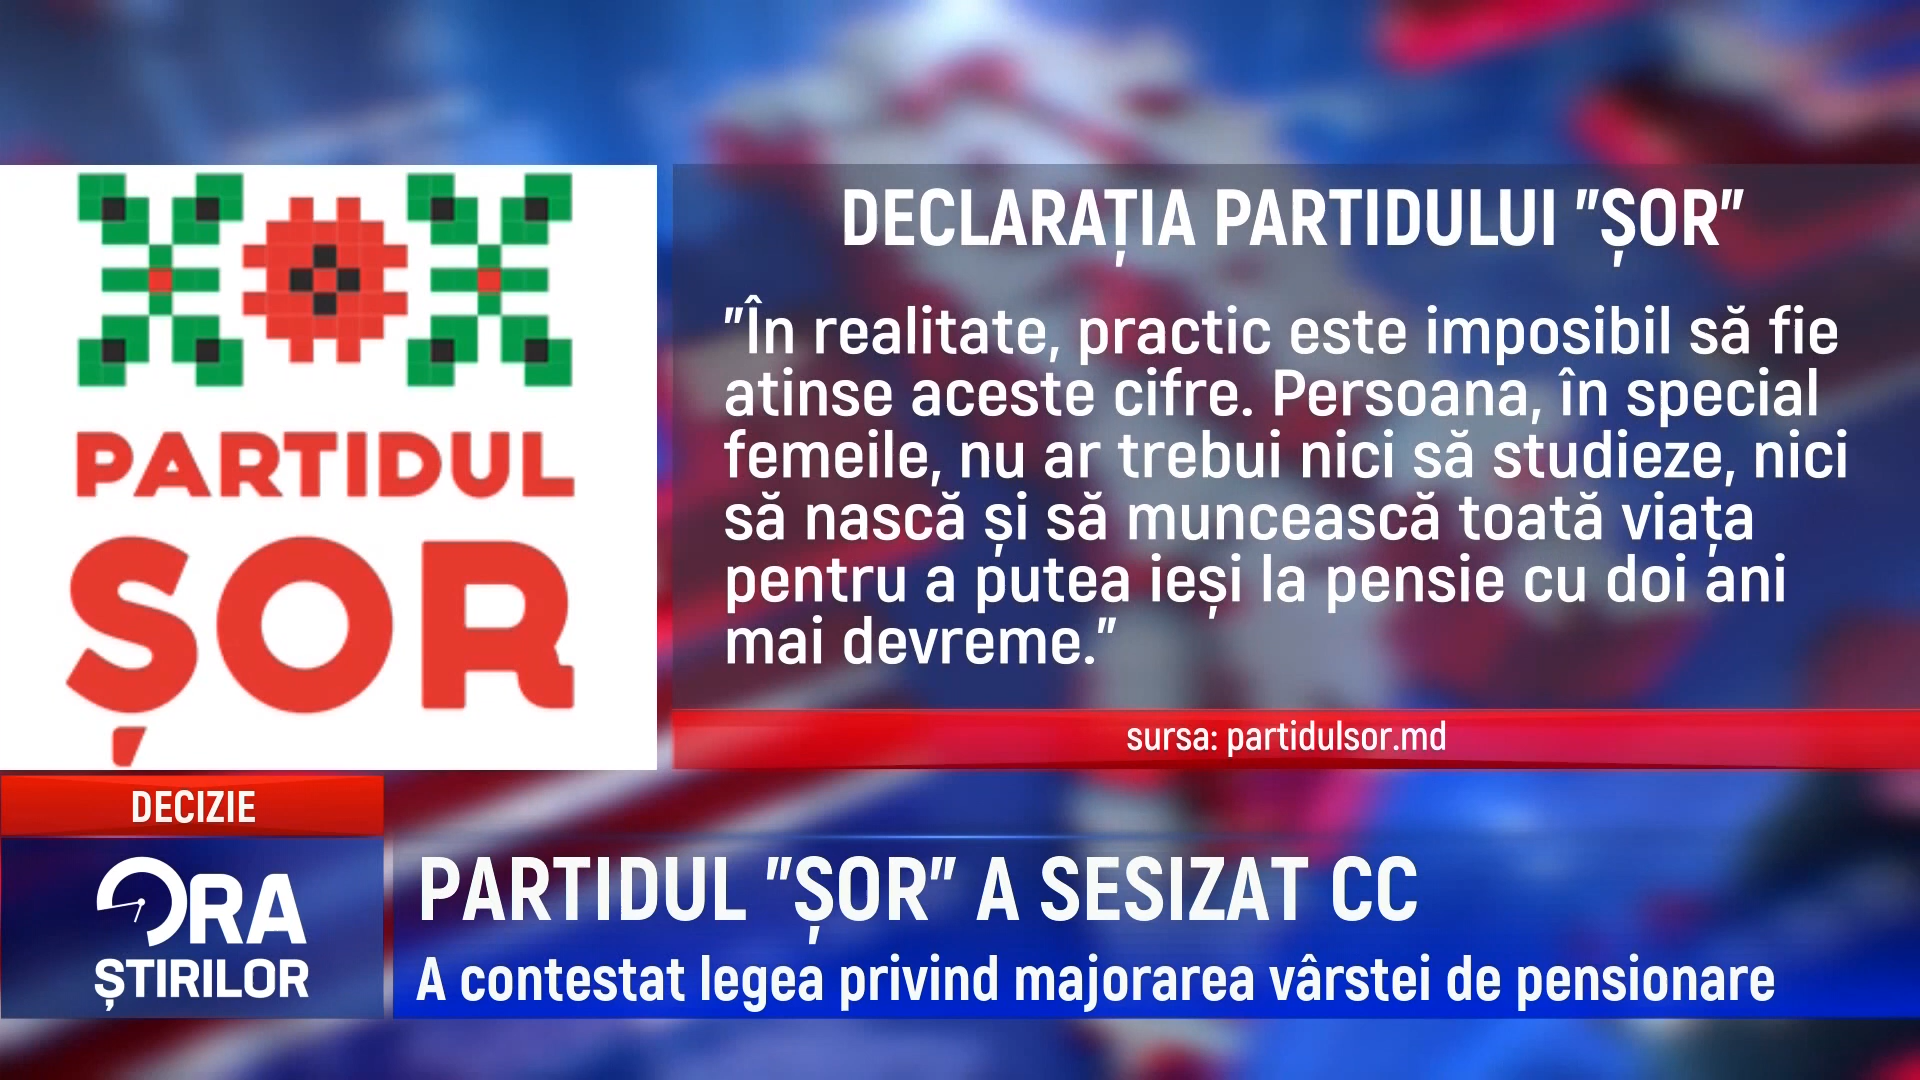 PARTIDUL
ȘOR
DECLARAȚIA PARTIDULUI "ȘOR"
"În realitate, practic este imposibil să fie
atinse aceste cifre. Persoana, în special
femeile, nu ar trebui nici să studieze, nici
să nască și să muncească toată viața
pentru a putea ieși la pensie cu doi ani
mai devreme."
sursa: partidulsor.md
DECIZIE
ORA
ȘTIRILOR
PARTIDUL "ȘOR" A SESIZAT CC
A contestat legea privind majorarea vârstei de pensionare